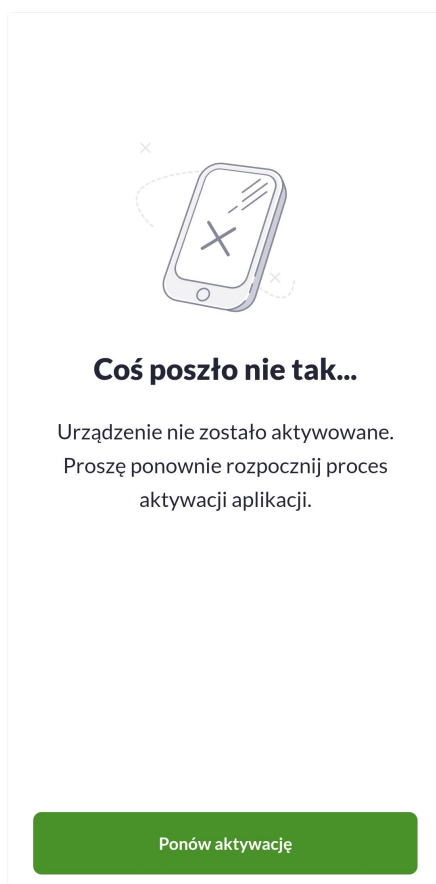 Coś poszło nie tak...
Urządzenie nie zostało aktywowane.
Proszę ponownie rozpocznij proces
aktywacji aplikacji.
Ponów aktywację